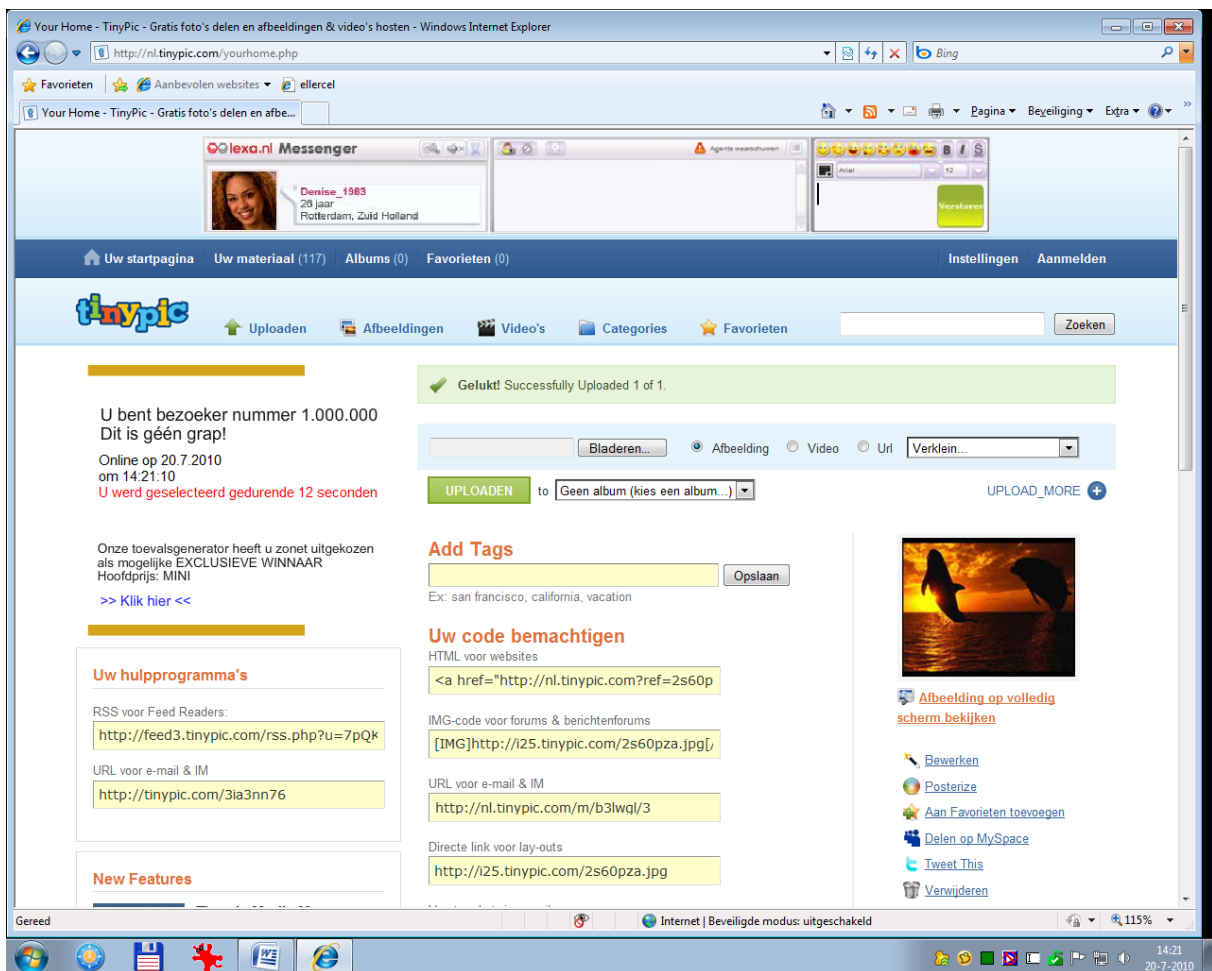 Your Home - TinyPic - Gratis foto's delen en afbeeldingen & video's hosten - Windows Internet Explorer
http://nl.tinypic.com/yourhome.php
Bing
Favorieten
Aanbevolen websites
ellercel
Your Home - TinyPic - Gratis foto's delen en afbe...
Pagina
Beveiliging
Extra
lexa.nl Messenger
Agents waarschuwen
B I S
Arial
12
Denise_1983
26 jaar
Rotterdam, Zuid Holland
Versturen
Uw startpagina
Uw materiaal (117)
Albums (0)
Favorieten (0)
Instellingen
Aanmelden
tinypic
Uploaden
Afbeeldingen
Video's
Categories
Favorieten
Zoeken
Gelukt! Successfully Uploaded 1 of 1.
U bent bezoeker nummer 1.000.000
Dit is géén grap!
Online op 20.7.2010
om 14:21:10
U werd geselecteerd gedurende 12 seconden
Onze toevalsgenerator heeft u zonet uitgekozen
als mogelijke EXCLUSIEVE WINNAAR
Hoofdprijs: MINI
>> Klik hier <<
Bladeren...
Afbeelding
Video
Url
Verklein...
UPLOADEN
to
Geen album (kies een album...)
UPLOAD_MORE
Add Tags
Opslaan
Ex: san francisco, california, vacation
Uw code bemachtigen
HTML voor websites
<a href="http://nl.tinypic.com?ref=2s60p
IMG-code voor forums & berichtenforums
[IMG]http://i25.tinypic.com/2s60pza.jpg[/
URL voor e-mail & IM
http://nl.tinypic.com/m/b3lwgl/3
Directe link voor lay-outs
http://i25.tinypic.com/2s60pza.jpg
Uw hulpprogramma's
RSS voor Feed Readers:
http://feed3.tinypic.com/rss.php?u=7pQK
URL voor e-mail & IM
http://tinypic.com/3ia3nn76
New Features
Afbeelding op volledig
scherm bekijken
Bewerken
Posterize
Aan Favorieten toevoegen
Delen op MySpace
Tweet This
Verwijderen
Gereed
Internet | Beveiligde modus: uitgeschakeld
115%
14:21
20-7-2010